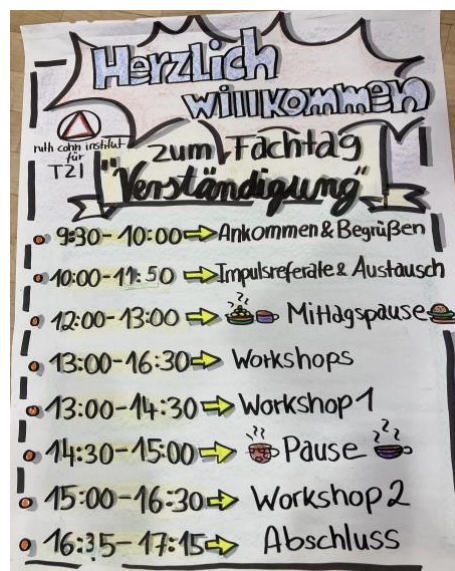 Herzlich
willkommen
ruth cohn institut
für
TZI
zum Fachtag
"Verständigung"
9:30-10:00 Ankommen & Begrüßen
10:00-11:50 Impulsreferate & Austausch
12:00-13:00 Mittagspause
13:00-16:30 Workshops
13:00-14:30 Workshop 1
14:30-15:00 Pause
15:00-16:30 Workshop 2
16:35-17:15 Abschluss